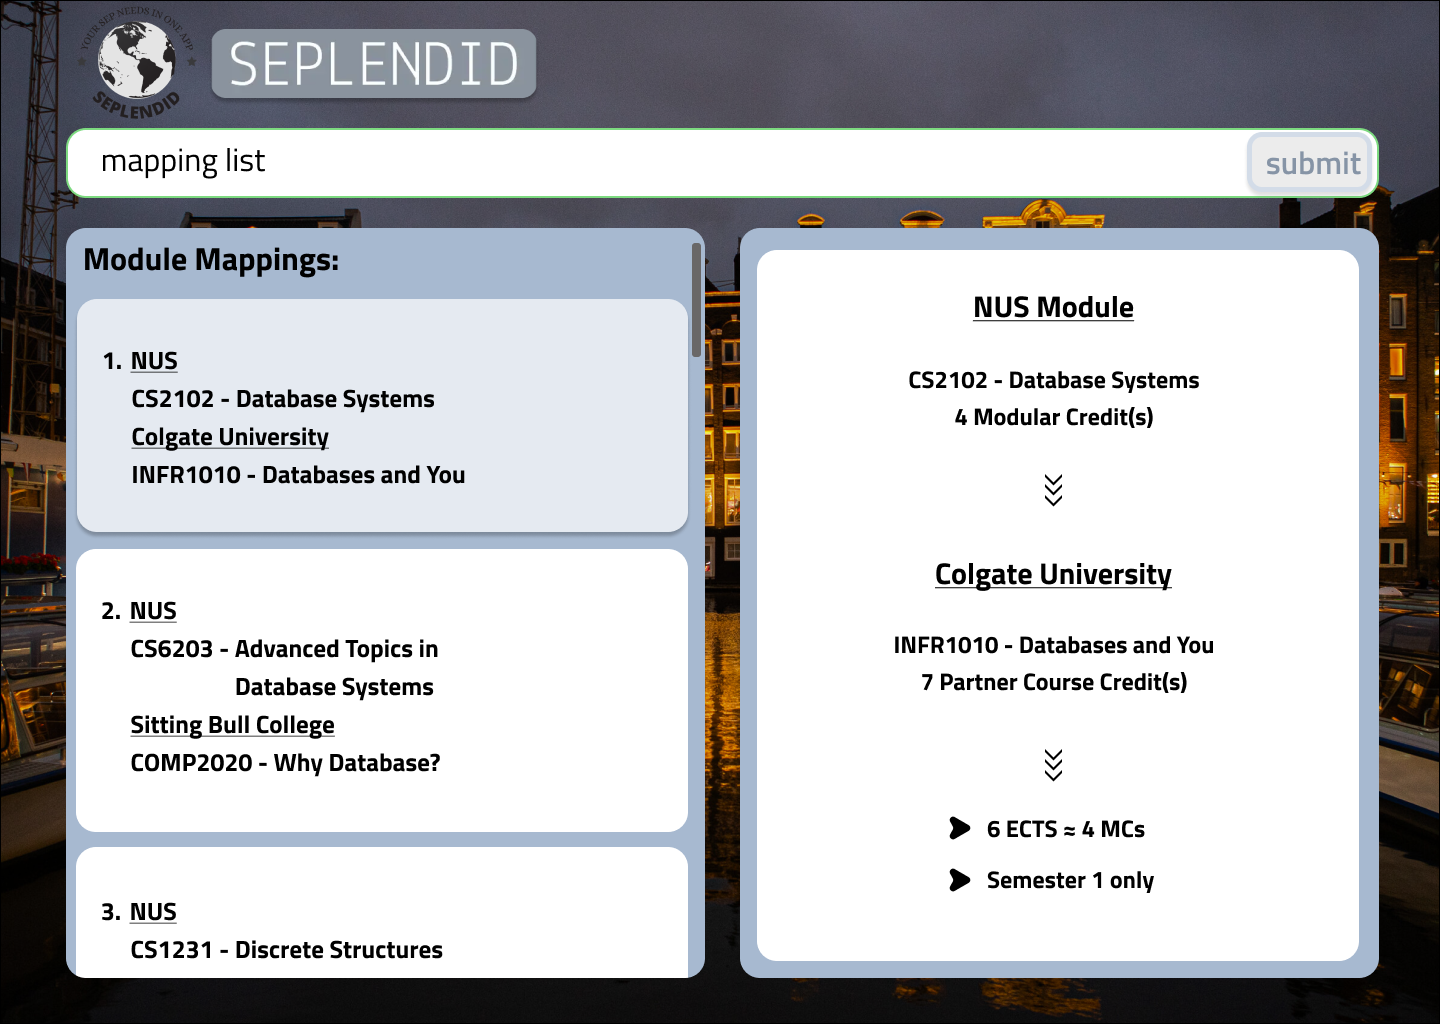 YOUR SEP NEEDS IN ONE APP
SEPLENDID
SEPLENDID
mapping list
submit
Module Mappings:
1. NUS
CS2102 - Database Systems
Colgate University
INFR1010 - Databases and You
2. NUS
CS6203 - Advanced Topics in
Database Systems
Sitting Bull College
COMP2020 - Why Database?
3. NUS
CS1231 - Discrete Structures
NUS Module
CS2102 - Database Systems
4 Modular Credit(s)
Colgate University
INFR1010 - Databases and You
7 Partner Course Credit(s)
6 ECTS ≈ 4 MCs
Semester 1 only